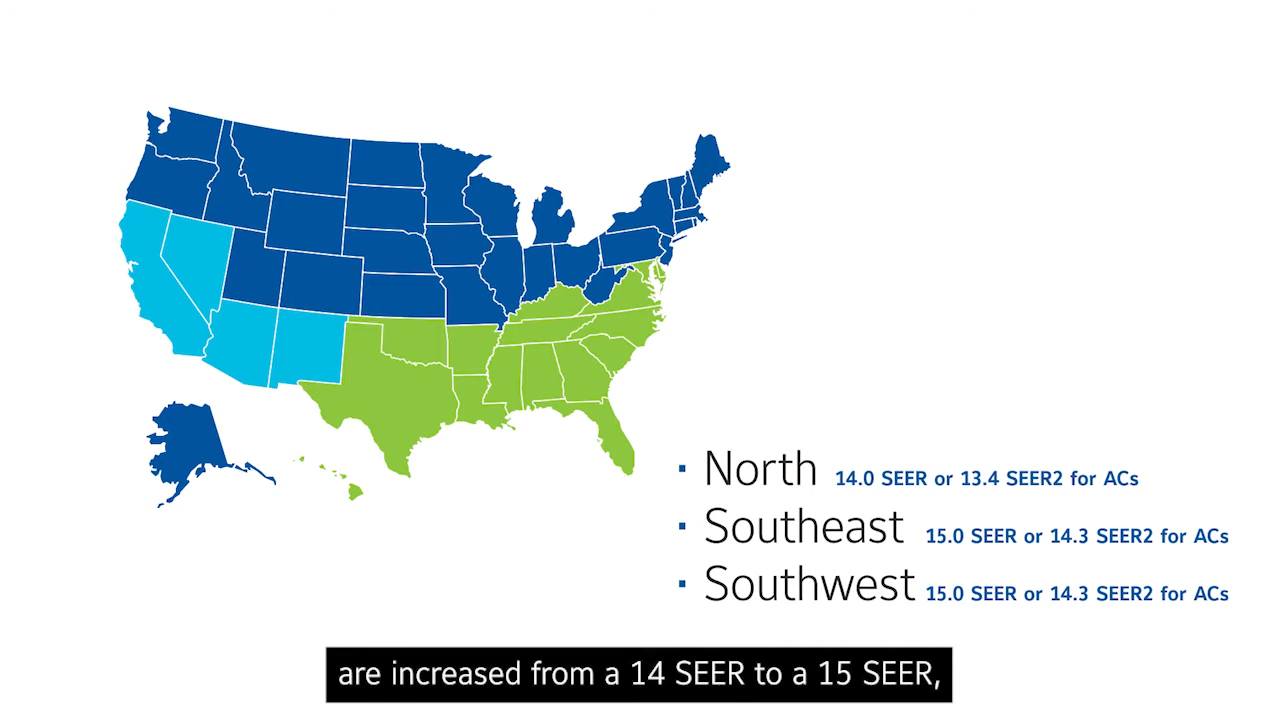 ▪ North 14.0 SEER or 13.4 SEER2 for ACs
▪ Southeast 15.0 SEER or 14.3 SEER2 for ACs
▪ Southwest 15.0 SEER or 14.3 SEER2 for ACs
are increased from a 14 SEER to a 15 SEER,